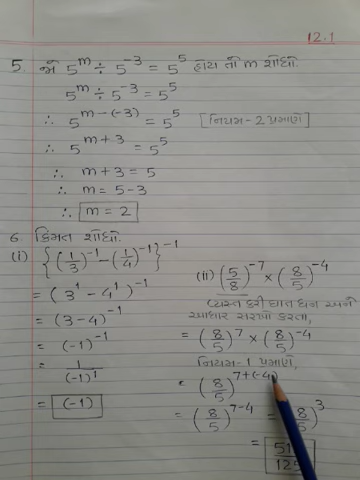 12.1
5. જો 5^m ÷ 5^-3 = 5^5 હોય તો m શોધો.
5^m ÷ 5^-3 = 5^5
∴ 5^m-(-3) = 5^5 [નિયમ-2 પ્રમાણે]
∴ 5^m+3 = 5^5
∴ m+3 = 5
∴ m = 5-3
∴ m = 2
6. કિંમત શોધો.
(i) {(1/3)^-1 - (1/4)^-1}^-1
= (3^1 - 4^1)^-1
= (3-4)^-1
= (-1)^-1
= 1/(-1)^1
= (-1)
(ii) (5/8)^-7 × (8/5)^-4
વ્યસ્ત કરી ઘાત ધન અને
આધાર સરખો કરતા,
= (8/5)^7 × (8/5)^-4
નિયમ-1 પ્રમાણે,
= (8/5)^7+(-4)
= (8/5)^7-4 = (8/5)^3
=